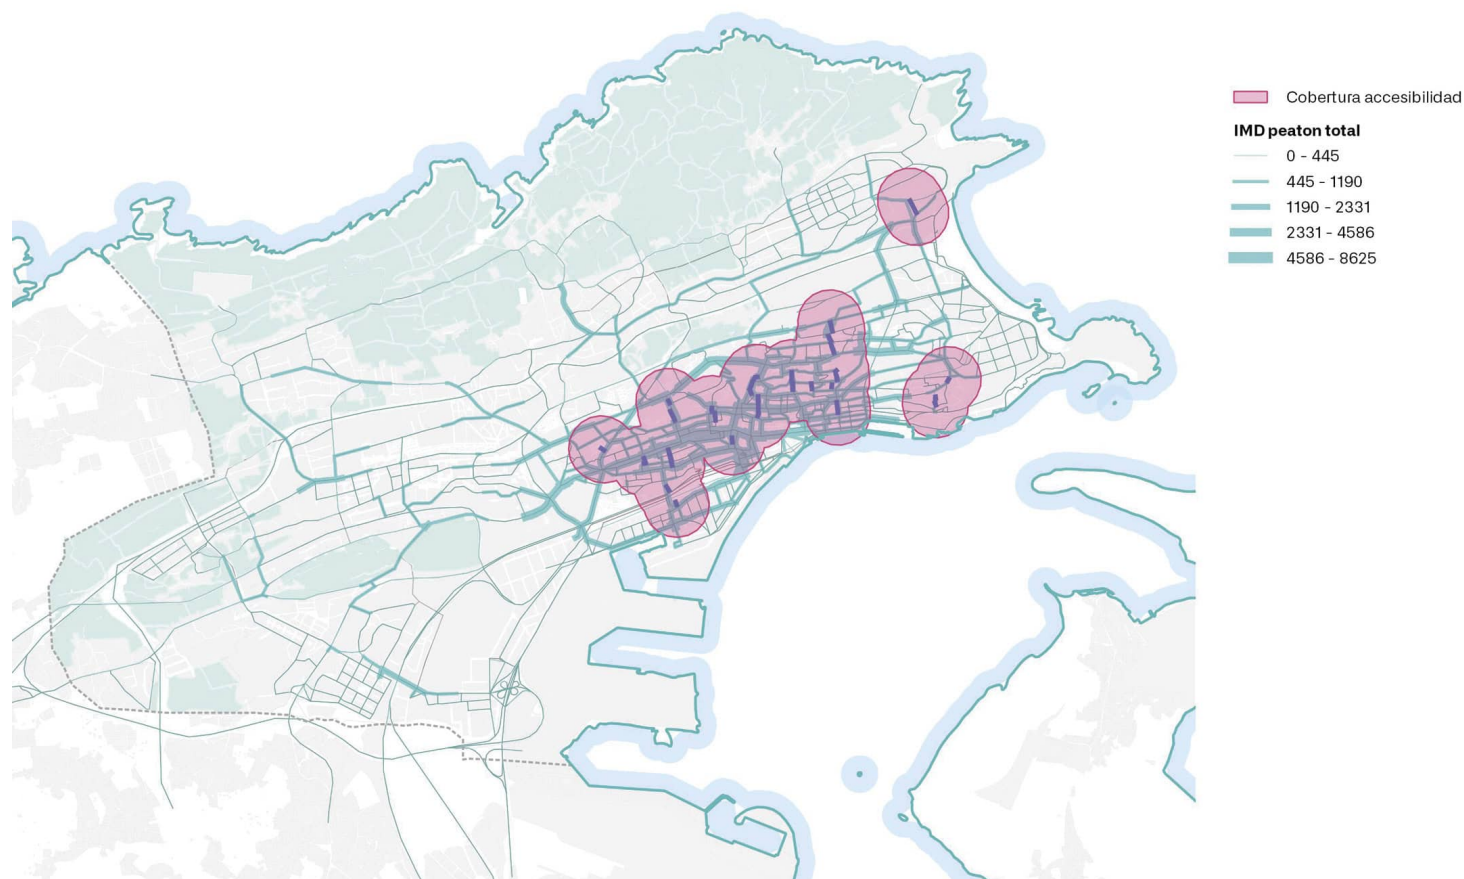 Cobertura accesibilidad
IMD peaton total
0 - 445
445 - 1190
1190 - 2331
2331 - 4586
4586 - 8625